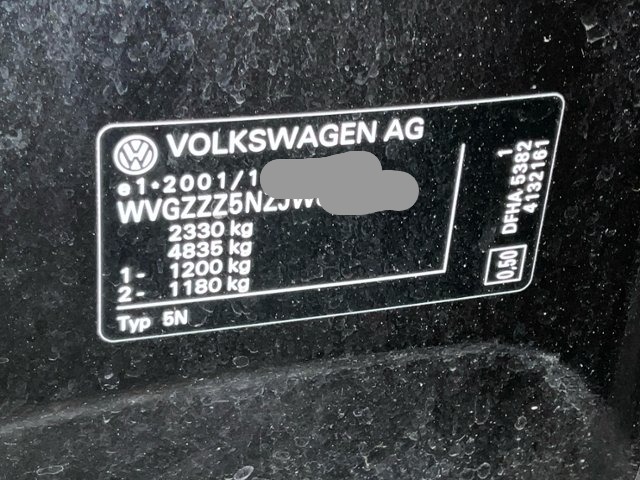 VOLKSWAGEN AG
e1*2001/1
WVGZZZ5NZJW
2330 kg
4835 kg
1- 1200 kg
2- 1180 kg
Typ 5N
1
DFHA 5382
4132161
0,50